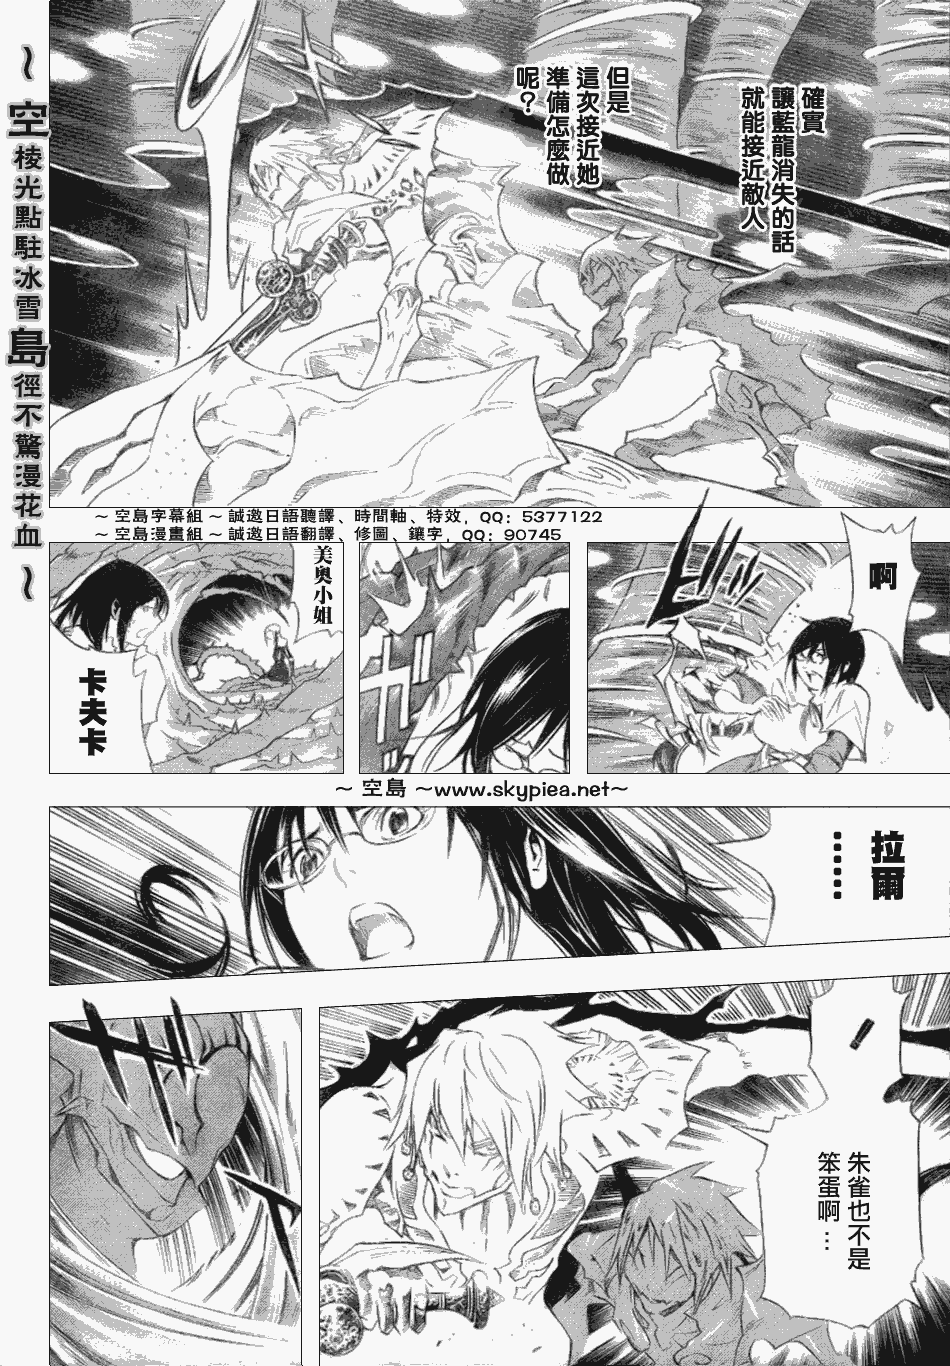 ~空棱光點駐冰雪島徑不驚漫花血~
確實
讓藍龍消失的話
就能接近敵人
但是
這次接近她
準備怎麼做
呢？
~ 空島字幕組 ~ 誠邀日語聽譯、時間軸、特效, QQ: 5377122
~ 空島漫畫組 ~ 誠邀日語翻譯、修圖、鑲字, QQ: 90745
啊
美奧小姐
卡夫卡
~ 空島 ~www.skypiea.net~
拉爾
……
！
朱雀也不是
笨蛋啊…